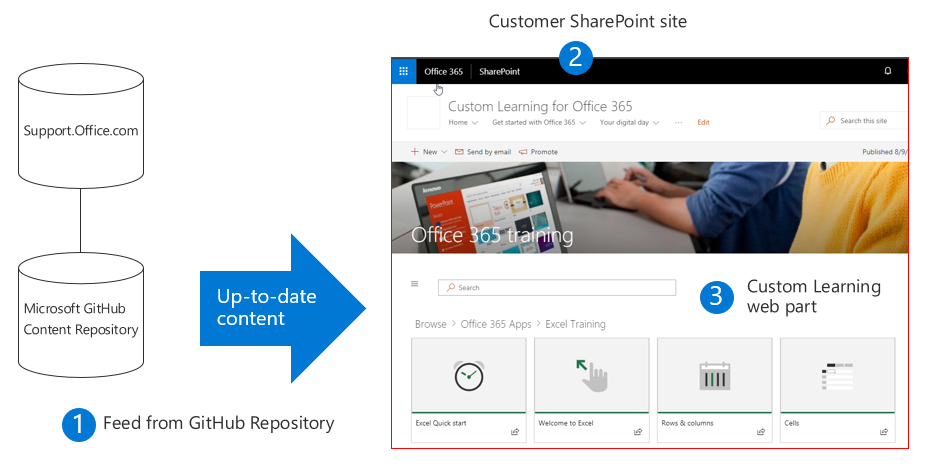 Customer SharePoint site
2
Support.Office.com
Microsoft GitHub
Content Repository
Up-to-date
content
1 Feed from GitHub Repository
Office 365 SharePoint
Custom Learning for Office 365
Home Get started with Office 365 Your digital day ... Edit
Search this site
New Send by email Promote
Published 8/9/
lenovo
PowerPoint
Office 365 training
Search
3 Custom Learning
web part
Browse > Office 365 Apps > Excel Training
Excel Quick start
Welcome to Excel
Rows & columns
Cells